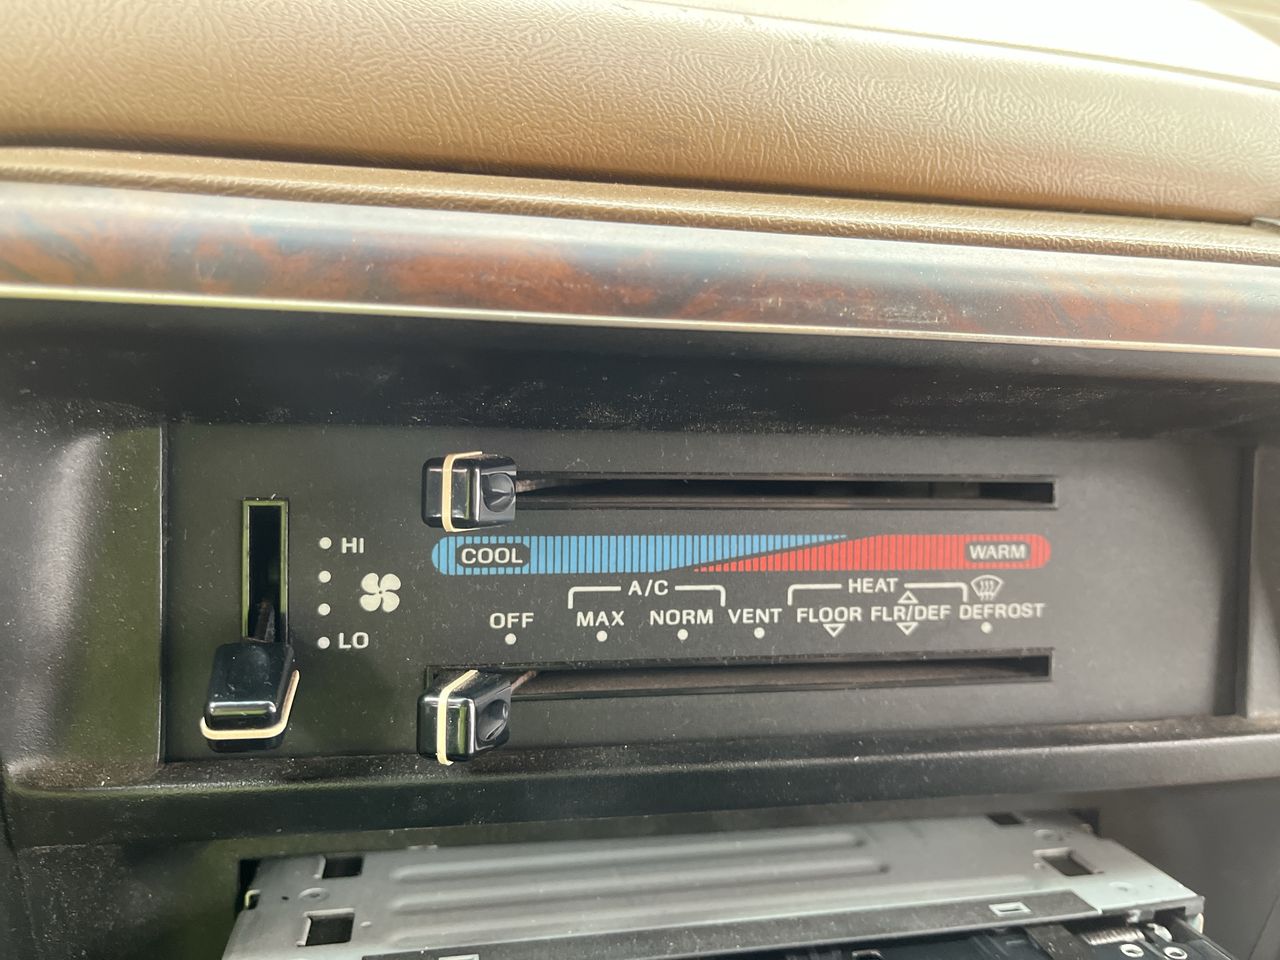 HI
LO
COOL WARM
A/C HEAT
OFF MAX NORM VENT FLOOR FLR/DEF DEFROST